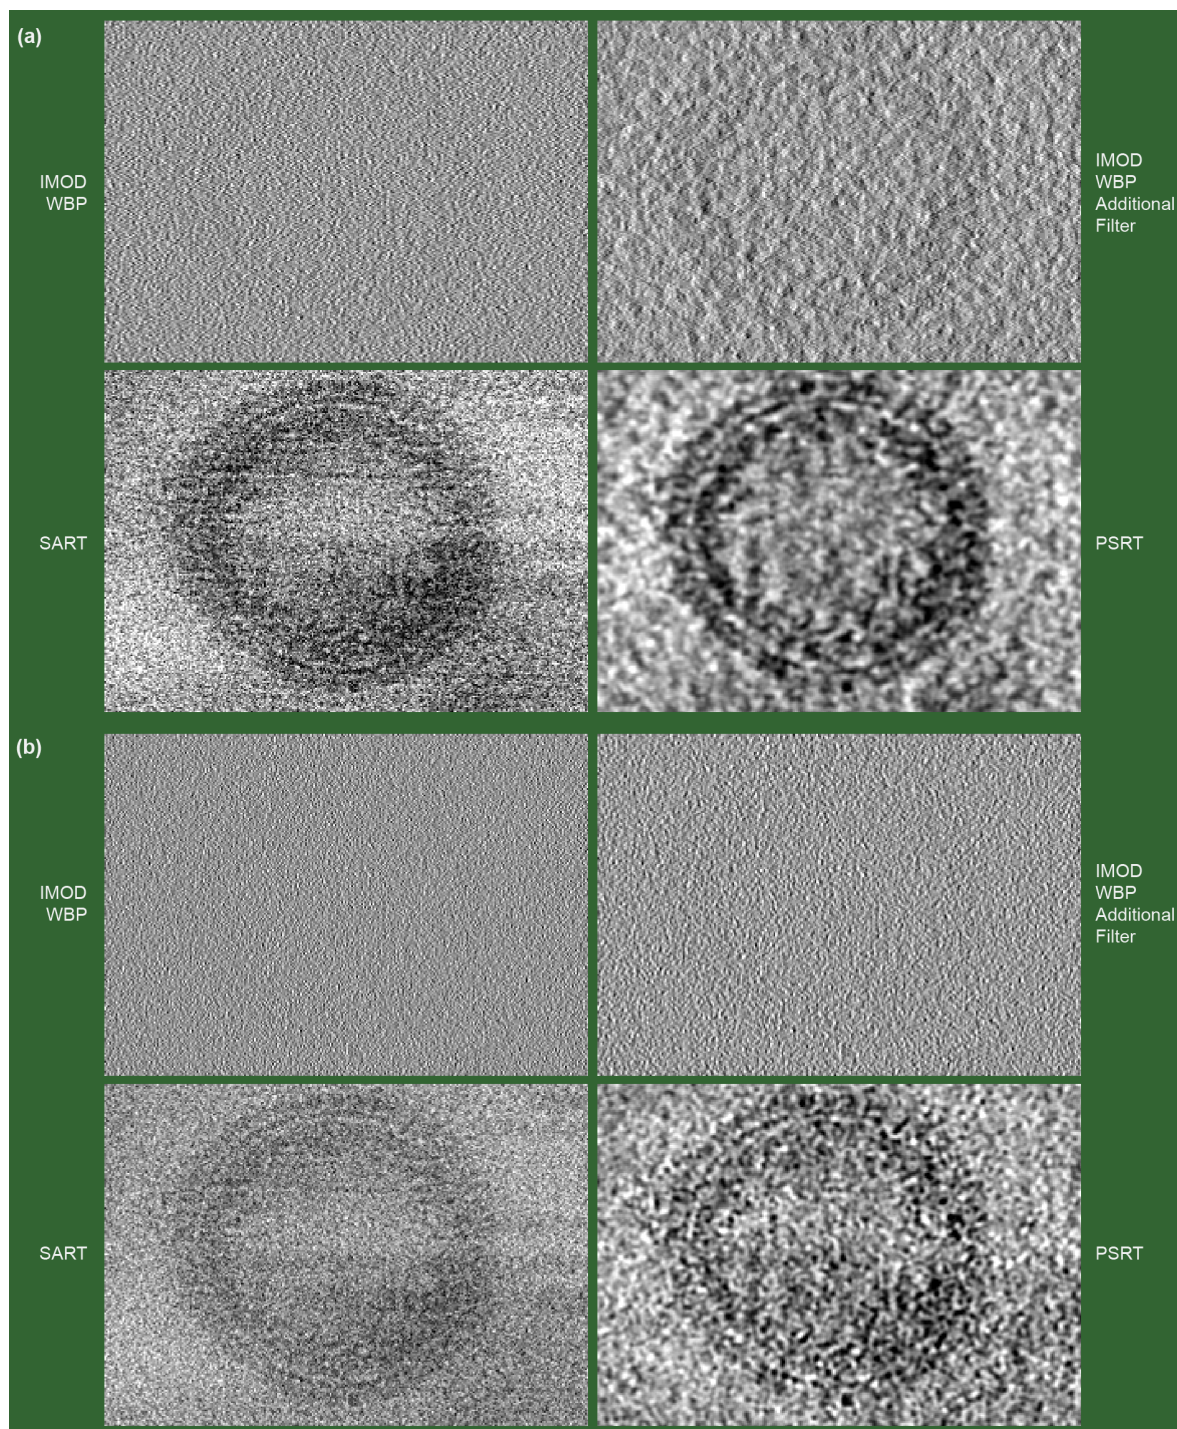 (a)
IMOD
WBP
IMOD
WBP
Additional
Filter
SART
PSRT
(b)
IMOD
WBP
IMOD
WBP
Additional
Filter
SART
PSRT